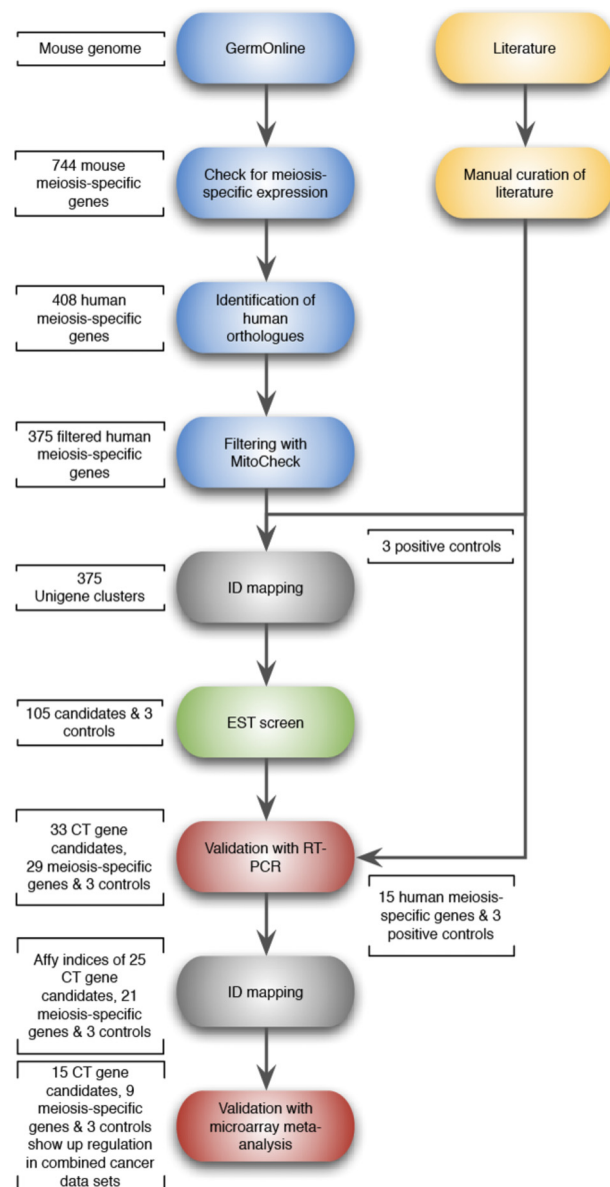 Mouse genome
GermOnline
Literature
744 mouse
meiosis-specific
genes
Check for meiosis-
specific expression
Manual curation of
literature
408 human
meiosis-specific
genes
Identification of
human
orthologues
375 filtered human
meiosis-specific
genes
Filtering with
MitoCheck
3 positive controls
375
Unigene clusters
ID mapping
105 candidates & 3
controls
EST screen
33 CT gene
candidates,
29 meiosis-specific
genes & 3 controls
Validation with RT-
PCR
15 human meiosis-
specific genes & 3
positive controls
Affy indices of 25
CT gene
candidates, 21
meiosis-specific
genes & 3 controls
ID mapping
15 CT gene
candidates, 9
meiosis-specific
genes & 3 controls
show up regulation
in combined cancer
data sets
Validation with
microarray meta-
analysis